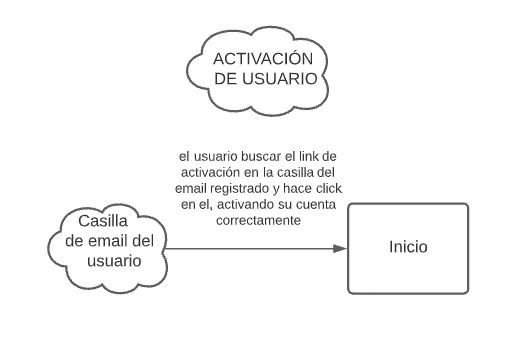 ACTIVACIÓN
DE USUARIO
el usuario buscar el link de
activación en la casilla del
email registrado y hace click
en el, activando su cuenta
correctamente
Casilla
de email del
usuario
Inicio